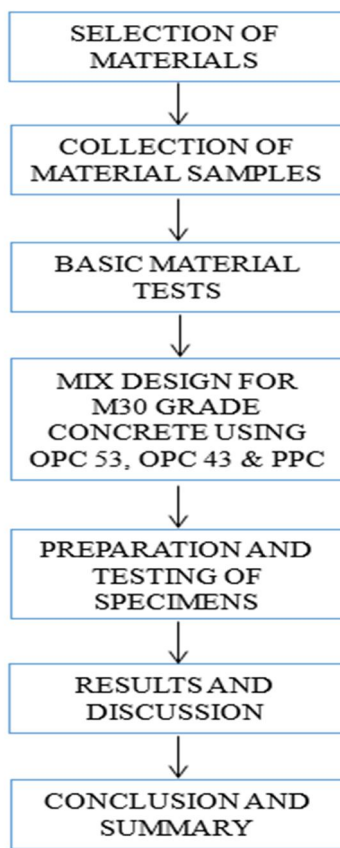 SELECTION OF
MATERIALS
COLLECTION OF
MATERIAL SAMPLES
BASIC MATERIAL
TESTS
MIX DESIGN FOR
M30 GRADE
CONCRETE USING
OPC 53, OPC 43 & PPC
PREPARATION AND
TESTING OF
SPECIMENS
RESULTS AND
DISCUSSION
CONCLUSION AND
SUMMARY